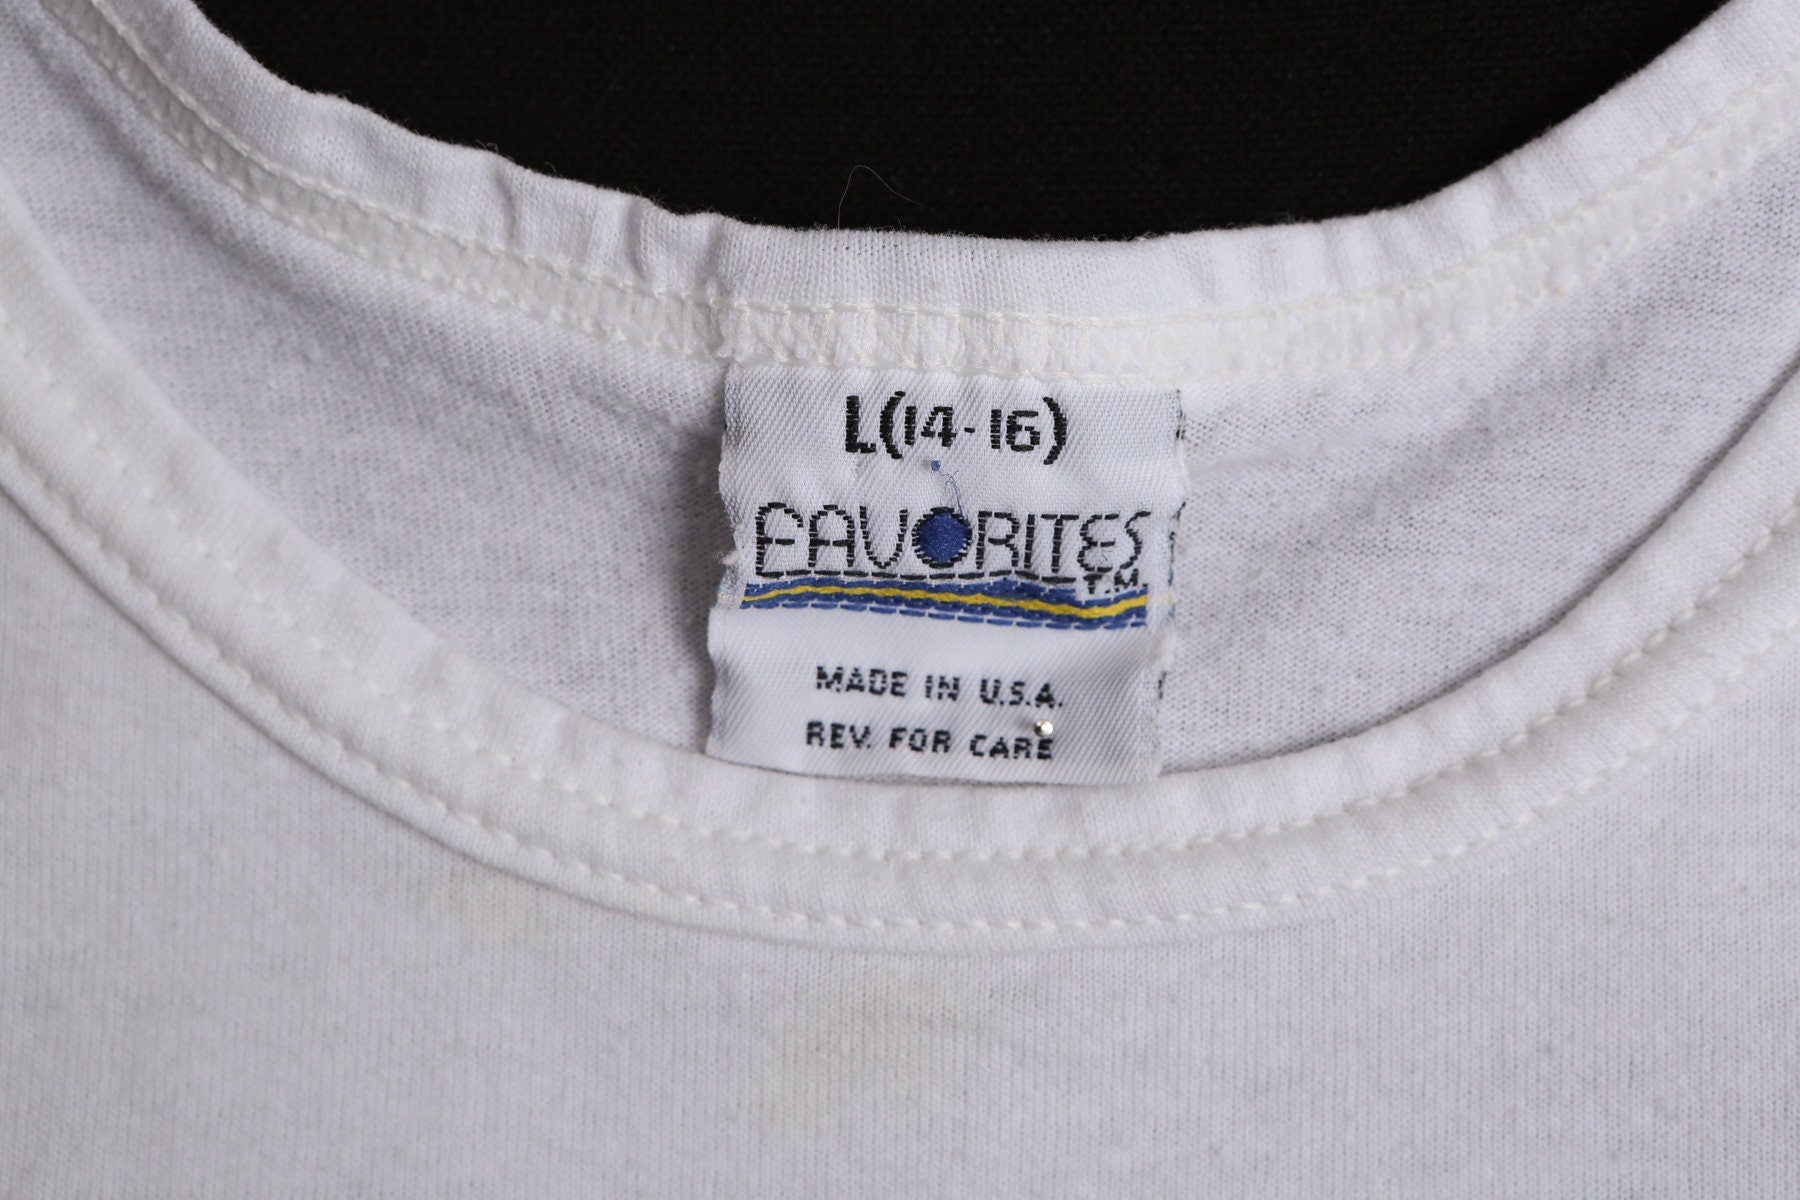 L(14-16)
FAVORITES
T.M.
MADE IN U.S.A.
REV. FOR CARE